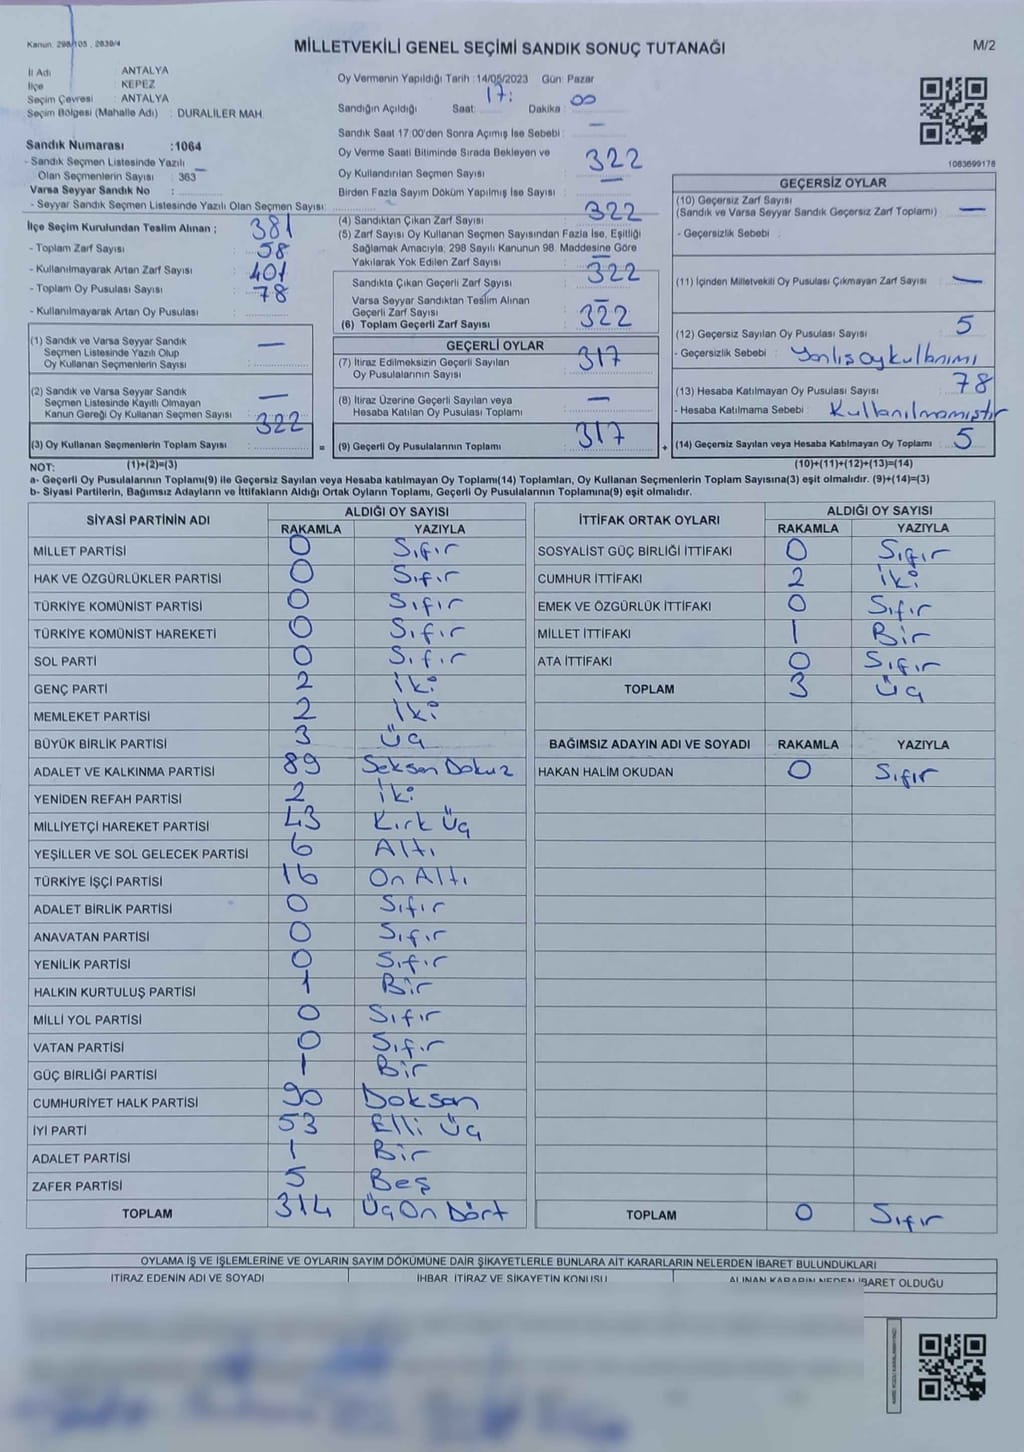 Kanun: 298/105 , 2839/4
MİLLETVEKİLİ GENEL SEÇİMİ SANDIK SONUÇ TUTANAĞI
M/2
İl Adı : ANTALYA
İlçe : KEPEZ
Seçim Çevresi : ANTALYA
Seçim Bölgesi (Mahalle Adı) : DURALİLER MAH
Sandık Numarası :1064
- Sandık Seçmen Listesinde Yazılı
Olan Seçmenlerin Sayısı : 363
Varsa Seyyar Sandık No :
- Seyyar Sandık Seçmen Listesinde Yazılı Olan Seçmen Sayısı:
İlçe Seçim Kurulundan Teslim Alınan ;
- Toplam Zarf Sayısı : 381
- Kullanılmayarak Artan Zarf Sayısı : 58
- Toplam Oy Pusulası Sayısı : 401
- Kullanılmayarak Artan Oy Pusulası : 78
Oy Vermenin Yapıldığı Tarih :14/05/2023 Gün: Pazar
Sandığın Açıldığı Saat: 17: Dakika : 00
Sandık Saat 17:00'den Sonra Açımış İse Sebebi : —
Oy Verme Saati Bitiminde Sırada Bekleyen ve
Oy Kullandırılan Seçmen Sayısı : 322
Birden Fazla Sayım Döküm Yapılmış İse Sayısı : —
(4) Sandıktan Çıkan Zarf Sayısı : 322
(5) Zarf Sayısı Oy Kullanan Seçmen Sayısından Fazla İse, Eşitliği
Sağlamak Amacıyla; 298 Sayılı Kanunun 98. Maddesine Göre
Yakılarak Yok Edilen Zarf Sayısı : —
Sandıkta Çıkan Geçerli Zarf Sayısı : 322
Varsa Seyyar Sandıktan Teslim Alınan
Geçerli Zarf Sayısı : —
(6) Toplam Geçerli Zarf Sayısı : 322
1083699178
GEÇERSİZ OYLAR
(10) Geçersiz Zarf Sayısı
(Sandık ve Varsa Seyyar Sandık Geçersiz Zarf Toplamı) : —
- Geçersizlik Sebebi :
(11) İçinden Milletvekili Oy Pusulası Çıkmayan Zarf Sayısı : —
(12) Geçersiz Sayılan Oy Pusulası Sayısı : 5
- Geçersizlik Sebebi : Yanlış oy kullanımı
(13) Hesaba Katılmayan Oy Pusulası Sayısı : 78
- Hesaba Katılmama Sebebi : Kullanılmamıştır
(1) Sandık ve Varsa Seyyar Sandık
Seçmen Listesinde Yazılı Olup
Oy Kullanan Seçmenlerin Sayısı : —
(2) Sandık ve Varsa Seyyar Sandık
Seçmen Listesinde Kayıtlı Olmayan
Kanun Gereği Oy Kullanan Seçmen Sayısı : —
(3) Oy Kullanan Seçmenlerin Toplam Sayısı : 322
GEÇERLİ OYLAR
(7) İtiraz Edilmeksizin Geçerli Sayılan
Oy Pusulalarının Sayısı : 317
(8) İtiraz Üzerine Geçerli Sayılan veya
Hesaba Katılan Oy Pusulası Toplamı : —
= (9) Geçerli Oy Pusulalarının Toplamı : 317
+ (14) Geçersiz Sayılan veya Hesaba Katılmayan Oy Toplamı : 5
NOT: (1)+(2)=(3)
(10)+(11)+(12)+(13)=(14)
a- Geçerli Oy Pusulalarının Toplamı(9) ile Geçersiz Sayılan veya Hesaba katılmayan Oy Toplamı(14) Toplamları, Oy Kullanan Seçmenlerin Toplam Sayısına(3) eşit olmalıdır. (9)+(14)=(3)
b- Siyasi Partilerin, Bağımsız Adayların ve İttifakların Aldığı Ortak Oyların Toplamı, Geçerli Oy Pusulalarının Toplamına(9) eşit olmalıdır.
SİYASİ PARTİNİN ADI ALDIĞI OY SAYISI
RAKAMLA YAZIYLA
MİLLET PARTİSİ 0 Sıfır
HAK VE ÖZGÜRLÜKLER PARTİSİ 0 Sıfır
TÜRKİYE KOMÜNİST PARTİSİ 0 Sıfır
TÜRKİYE KOMÜNİST HAREKETİ 0 Sıfır
SOL PARTİ 0 Sıfır
GENÇ PARTİ 2 İki
MEMLEKET PARTİSİ 2 İki
BÜYÜK BİRLİK PARTİSİ 3 Üç
ADALET VE KALKINMA PARTİSİ 89 Seksen Dokuz
YENİDEN REFAH PARTİSİ 2 İki
MİLLİYETÇİ HAREKET PARTİSİ 43 Kırk Üç
YEŞİLLER VE SOL GELECEK PARTİSİ 6 Altı
TÜRKİYE İŞÇİ PARTİSİ 16 On Altı
ADALET BİRLİK PARTİSİ 0 Sıfır
ANAVATAN PARTİSİ 0 Sıfır
YENİLİK PARTİSİ 0 Sıfır
HALKIN KURTULUŞ PARTİSİ 1 Bir
MİLLİ YOL PARTİSİ 0 Sıfır
VATAN PARTİSİ 0 Sıfır
GÜÇ BİRLİĞİ PARTİSİ 1 Bir
CUMHURİYET HALK PARTİSİ 90 Doksan
İYİ PARTİ 53 Elli Üç
ADALET PARTİSİ 1 Bir
ZAFER PARTİSİ 5 Beş
TOPLAM 314 Üç On Dört
İTTİFAK ORTAK OYLARI ALDIĞI OY SAYISI
RAKAMLA YAZIYLA
SOSYALİST GÜÇ BİRLİĞİ İTTİFAKI 0 Sıfır
CUMHUR İTTİFAKI 2 İki
EMEK VE ÖZGÜRLÜK İTTİFAKI 0 Sıfır
MİLLET İTTİFAKI 1 Bir
ATA İTTİFAKI 0 Sıfır
TOPLAM 3 Üç
BAĞIMSIZ ADAYIN ADI VE SOYADI RAKAMLA YAZIYLA
HAKAN HALİM OKUDAN 0 Sıfır
TOPLAM 0 Sıfır
OYLAMA İŞ VE İŞLEMLERİNE VE OYLARIN SAYIM DÖKÜMÜNE DAİR ŞİKAYETLERLE BUNLARA AİT KARARLARIN NELERDEN İBARET BULUNDUKLARI
İTİRAZ EDENİN ADI VE SOYADI İHBAR, İTİRAZ VE ŞİKAYETİN KONUSU ALINAN KARARIN NEDEN İBARET OLDUĞU